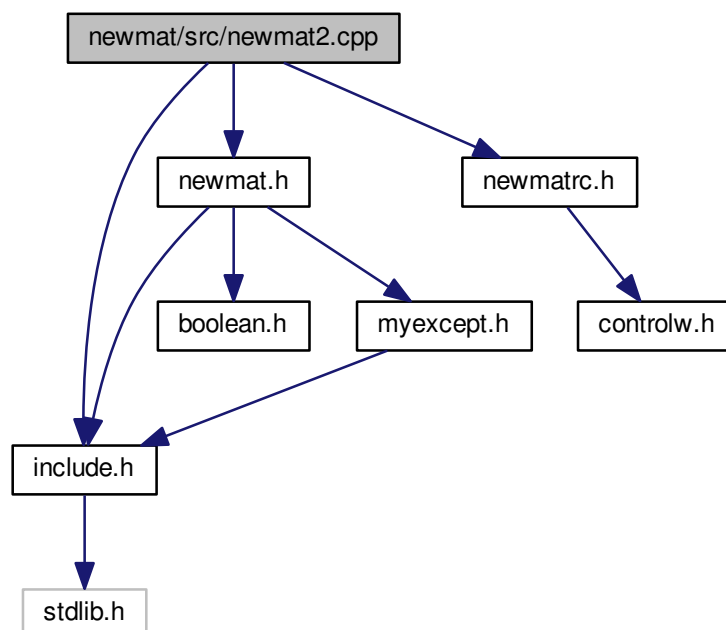 newmat/src/newmat2.cpp
newmat.h
newmatrc.h
boolean.h
myexcept.h
controlw.h
include.h
stdlib.h